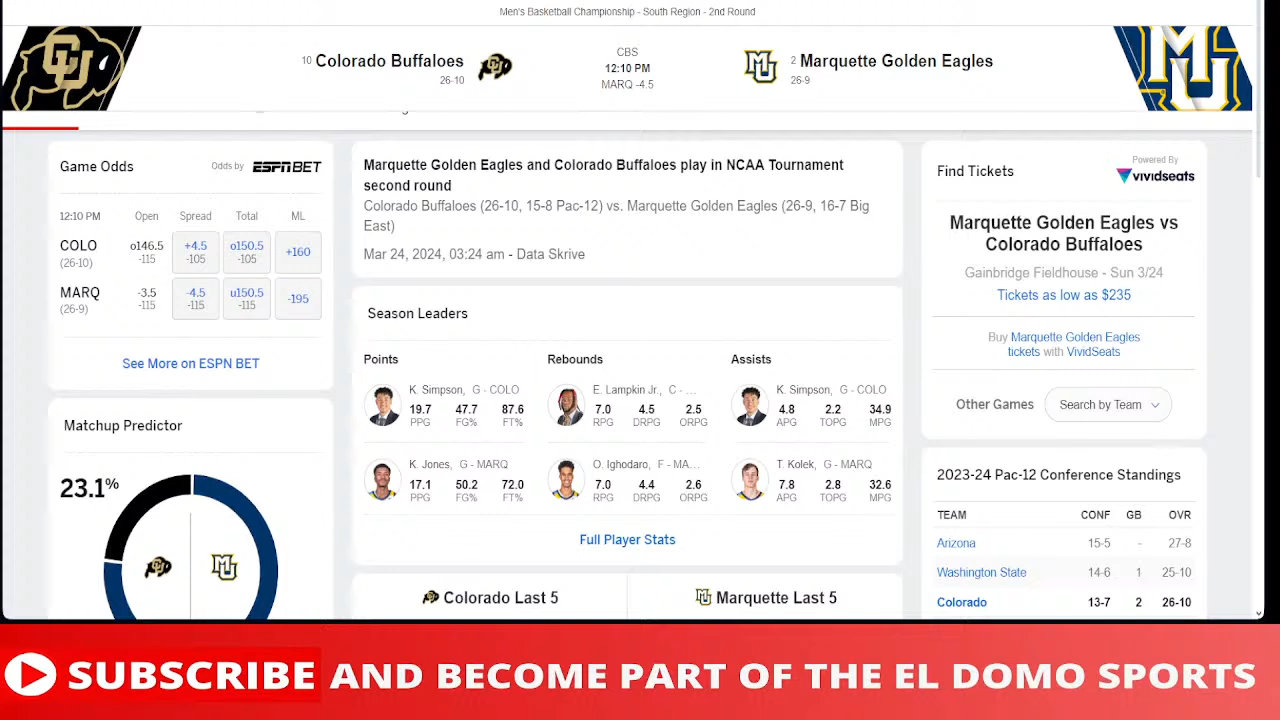 Men's Basketball Championship - South Region - 2nd Round
10 Colorado Buffaloes
26-10
CBS
12:10 PM
MARQ -4.5
2 Marquette Golden Eagles
26-9
Game Odds
Odds by ESPN BET
12:10 PM Open Spread Total ML
COLO o146.5 +4.5 o150.5 +160
(26-10) -115 -105 -105
MARQ -3.5 -4.5 u150.5 -195
(26-9) -115 -115 -115
See More on ESPN BET
Matchup Predictor
23.1%
Marquette Golden Eagles and Colorado Buffaloes play in NCAA Tournament
second round
Colorado Buffaloes (26-10, 15-8 Pac-12) vs. Marquette Golden Eagles (26-9, 16-7 Big
East)
Mar 24, 2024, 03:24 am - Data Skrive
Season Leaders
Points Rebounds Assists
K. Simpson, G - COLO E. Lampkin Jr., C - ... K. Simpson, G - COLO
19.7 47.7 87.6 7.0 4.5 2.5 4.8 2.2 34.9
PPG FG% FT% RPG DRPG ORPG APG TOPG MPG
K. Jones, G - MARQ O. Ighodaro, F - MA... T. Kolek, G - MARQ
17.1 50.2 72.0 7.0 4.4 2.6 7.8 2.8 32.6
PPG FG% FT% RPG DRPG ORPG APG TOPG MPG
Full Player Stats
Colorado Last 5 Marquette Last 5
Find Tickets
Powered By
vividseats
Marquette Golden Eagles vs
Colorado Buffaloes
Gainbridge Fieldhouse - Sun 3/24
Tickets as low as $235
Buy Marquette Golden Eagles
tickets with VividSeats
Other Games Search by Team
2023-24 Pac-12 Conference Standings
TEAM CONF GB OVR
Arizona 15-5 - 27-8
Washington State 14-6 1 25-10
Colorado 13-7 2 26-10
SUBSCRIBE AND BECOME PART OF THE EL DOMO SPORTS